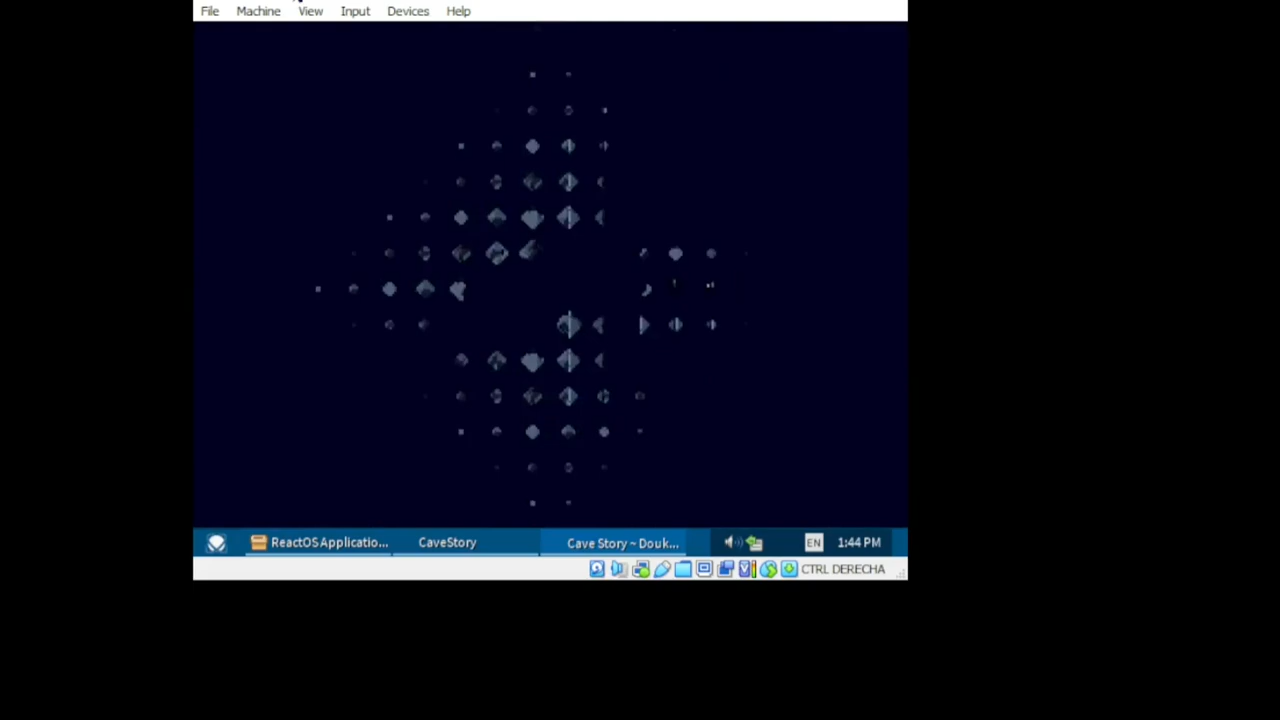 File Machine View Input Devices Help
ReactOS Applicatio... CaveStory Cave Story ~ Douk... EN 1:44 PM
CTRL DERECHA